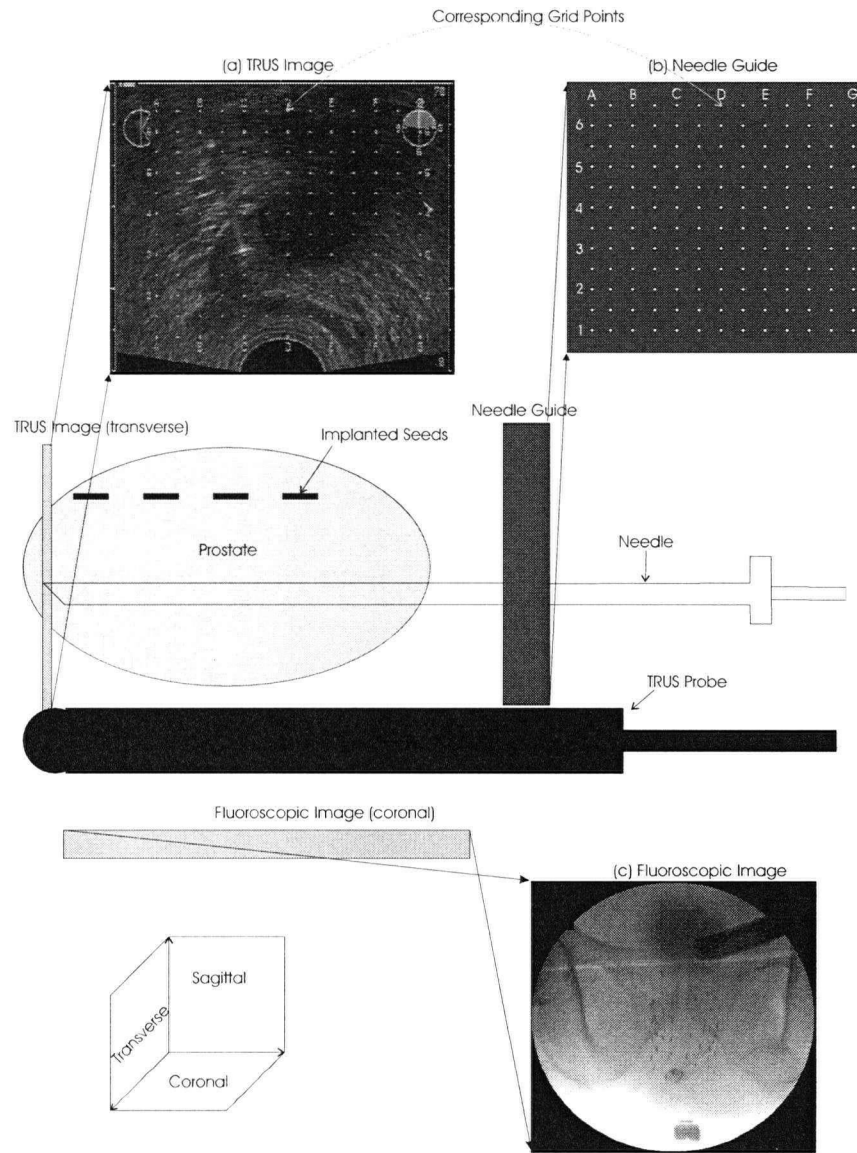 Corresponding Grid Points
(a) TRUS Image
(b) Needle Guide
A B C D E F G
6
5
4
3
2
1
Needle Guide
TRUS Image (transverse)
Implanted Seeds
Prostate
Needle
TRUS Probe
Fluoroscopic Image (coronal)
(c) Fluoroscopic Image
Sagittal
Transverse
Coronal